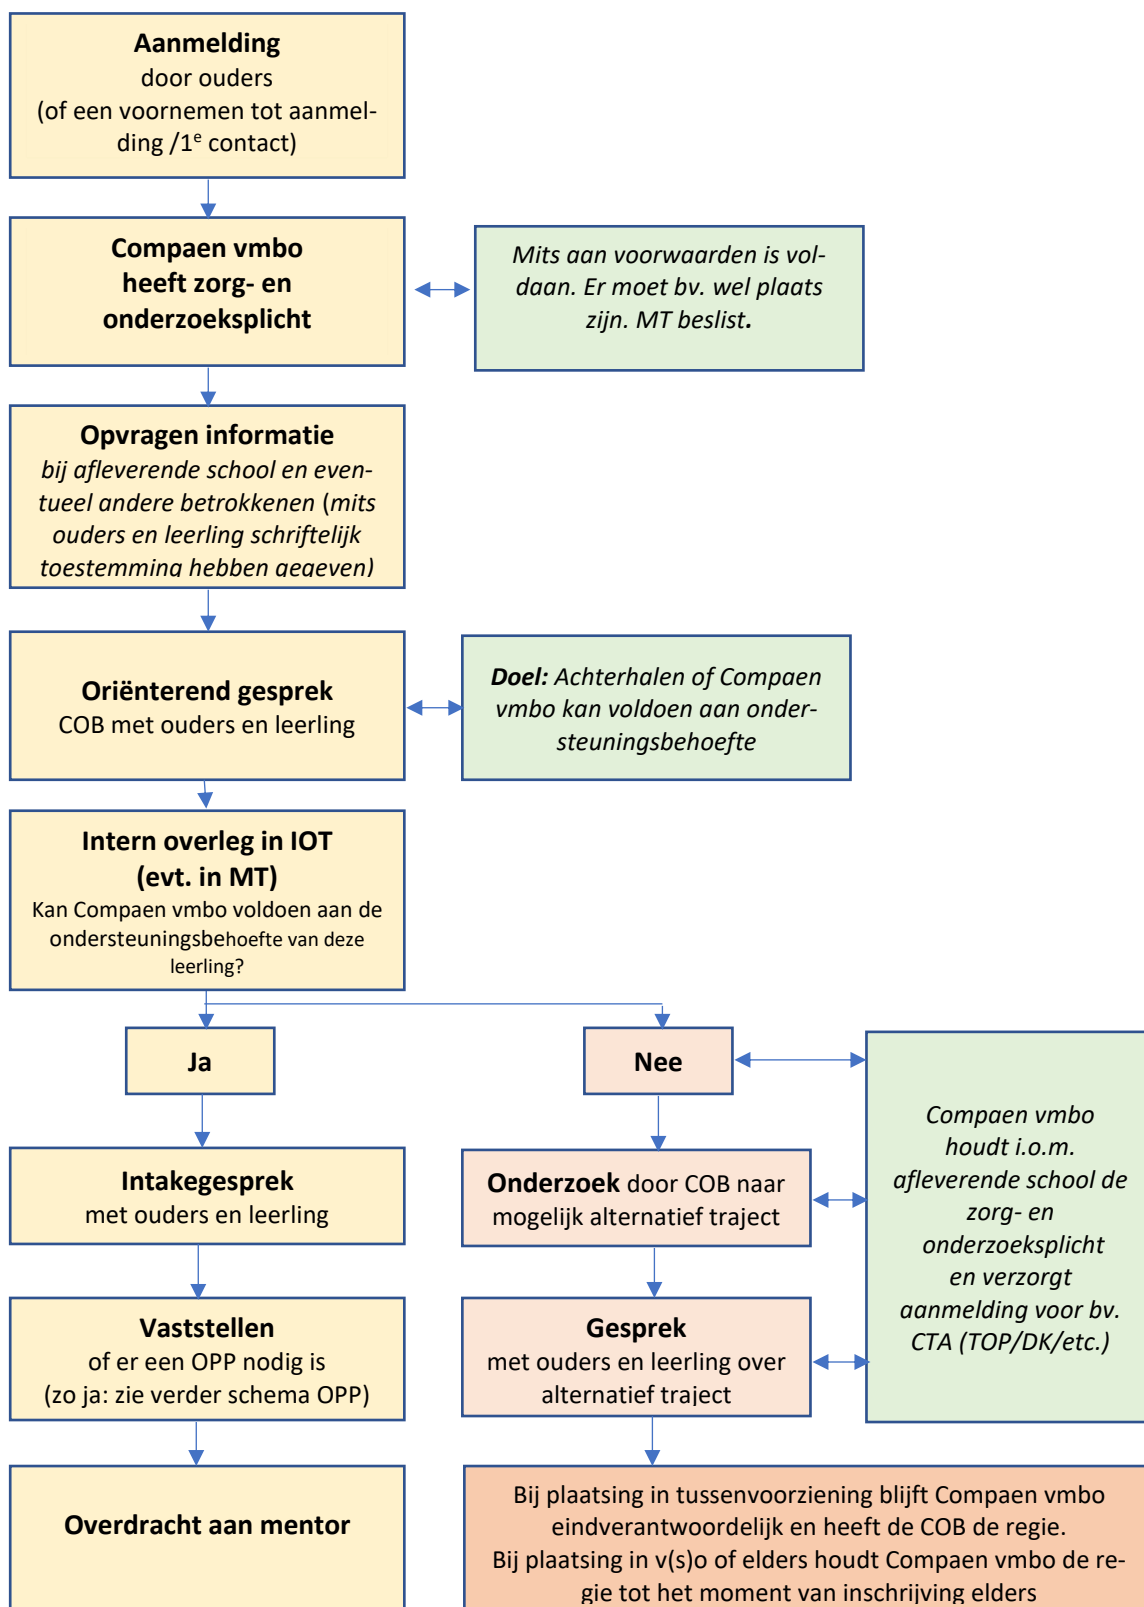 Aanmelding
door ouders
(of een voornemen tot aanmel-
ding /1e contact)
Compaen vmbo
heeft zorg- en
onderzoeksplicht
Mits aan voorwaarden is vol-
daan. Er moet bv. wel plaats
zijn. MT beslist.
Opvragen informatie
bij afleverende school en even-
tueel andere betrokkenen (mits
ouders en leerling schriftelijk
toestemming hebben gegeven)
Oriënterend gesprek
COB met ouders en leerling
Doel: Achterhalen of Compaen
vmbo kan voldoen aan onder-
steuningsbehoefte
Intern overleg in IOT
(evt. in MT)
Kan Compaen vmbo voldoen aan de
ondersteuningsbehoefte van deze
leerling?
Ja
Nee
Compaen vmbo
houdt i.o.m.
afleverende school de
zorg- en
onderzoeksplicht
en verzorgt
aanmelding voor bv.
CTA (TOP/DK/etc.)
Intakegesprek
met ouders en leerling
Onderzoek door COB naar
mogelijk alternatief traject
Vaststellen
of er een OPP nodig is
(zo ja: zie verder schema OPP)
Gesprek
met ouders en leerling over
alternatief traject
Overdracht aan mentor
Bij plaatsing in tussenvoorziening blijft Compaen vmbo
eindverantwoordelijk en heeft de COB de regie.
Bij plaatsing in v(s)o of elders houdt Compaen vmbo de re-
gie tot het moment van inschrijving elders